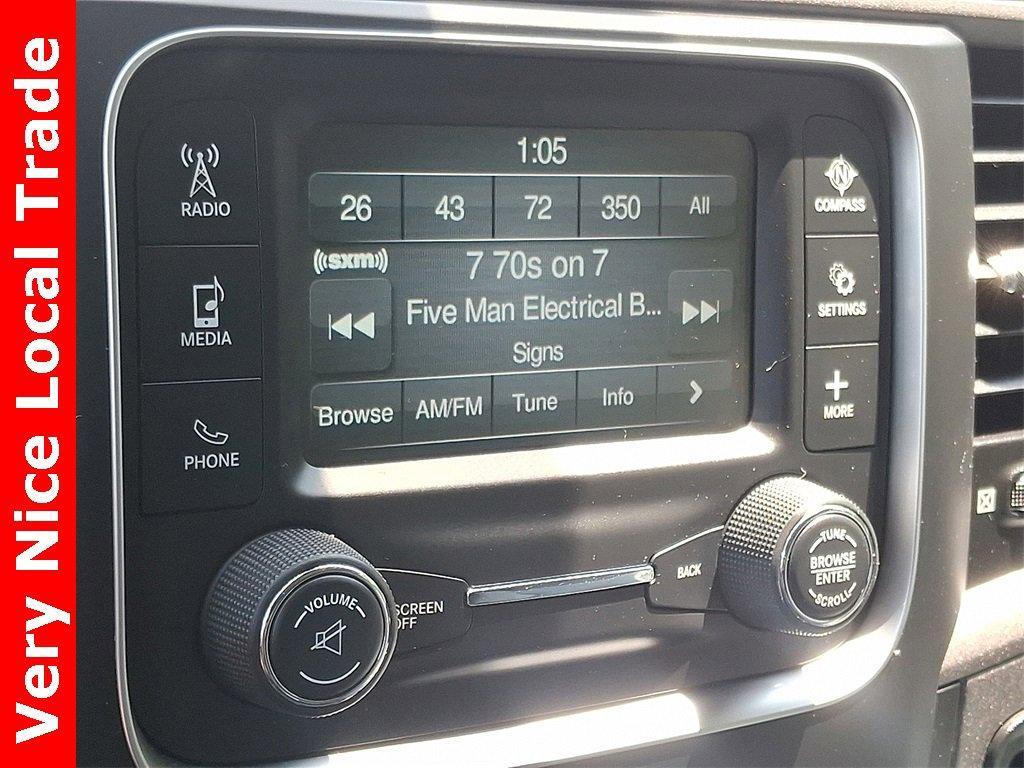 Very Nice Local Trade
RADIO
MEDIA
PHONE
1:05
26 43 72 350 All
((sxm))
7 70s on 7
Five Man Electrical B...
Signs
Browse AM/FM Tune Info >
N
COMPASS
SETTINGS
+
MORE
VOLUME
SCREEN
OFF
BACK
TUNE
BROWSE
ENTER
SCROLL